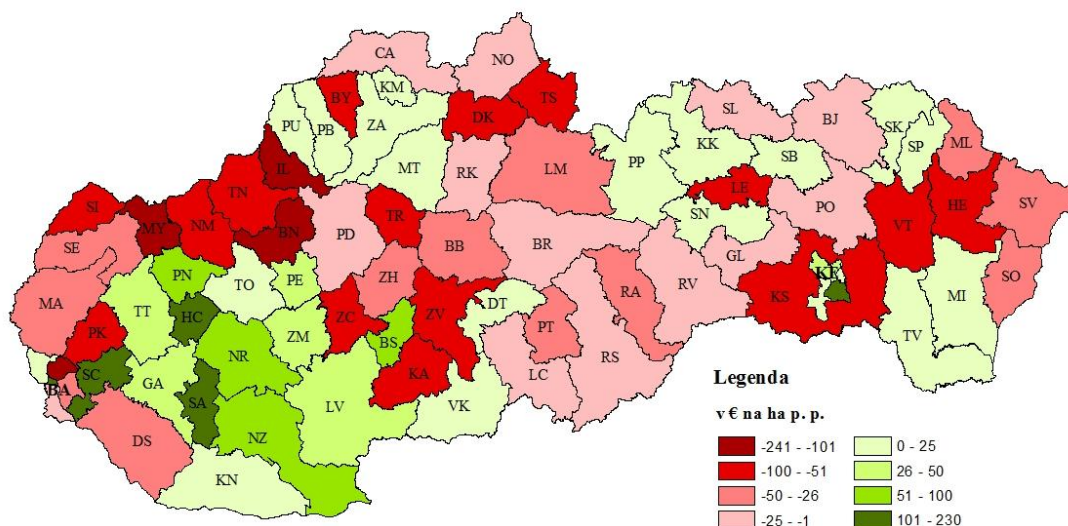 CA
NO
KM
BY
TS
PU
PB
ZA
DK
SL
BJ
SK
SP
ML
KK
SB
PP
MT
IL
RK
LM
LE
HE
TN
SI
MY
NM
BN
TR
SN
PO
VT
SV
SE
PD
BB
BR
GL
PN
TO
PE
ZH
RV
KE
SO
MA
TT
HC
RA
KS
MI
DT
PK
ZC
ZV
PT
TV
ZM
BS
NR
RS
SC
BA
GA
KA
LC
SA
LV
VK
DS
NZ
KN
Legenda
v € na ha p. p.
-241 - -101 0 - 25
-100 - -51 26 - 50
-50 - -26 51 - 100
-25 - -1 101 - 230